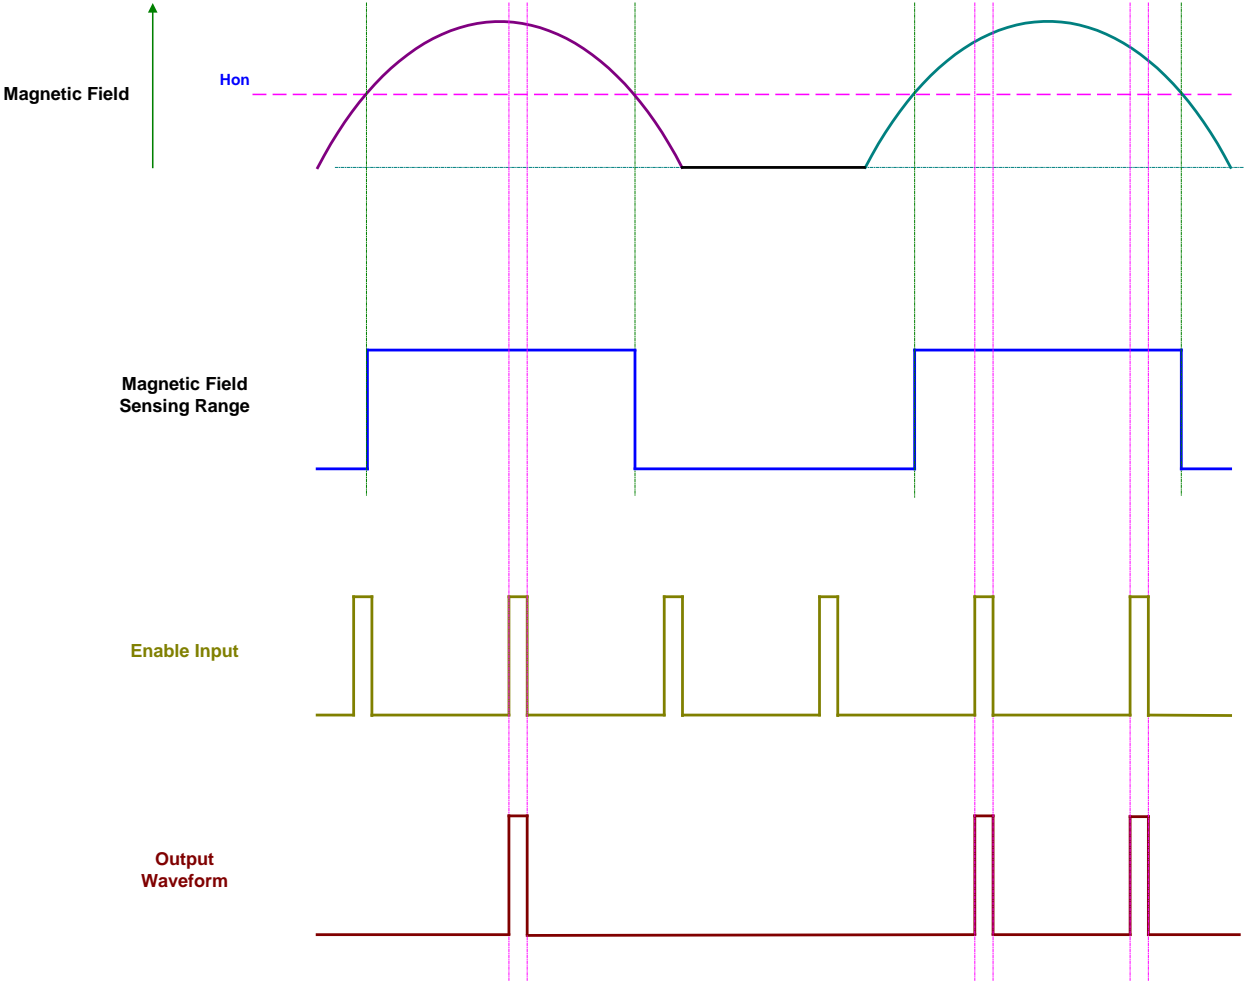 Hon
Magnetic Field
Magnetic Field
Sensing Range
Enable Input
Output
Waveform